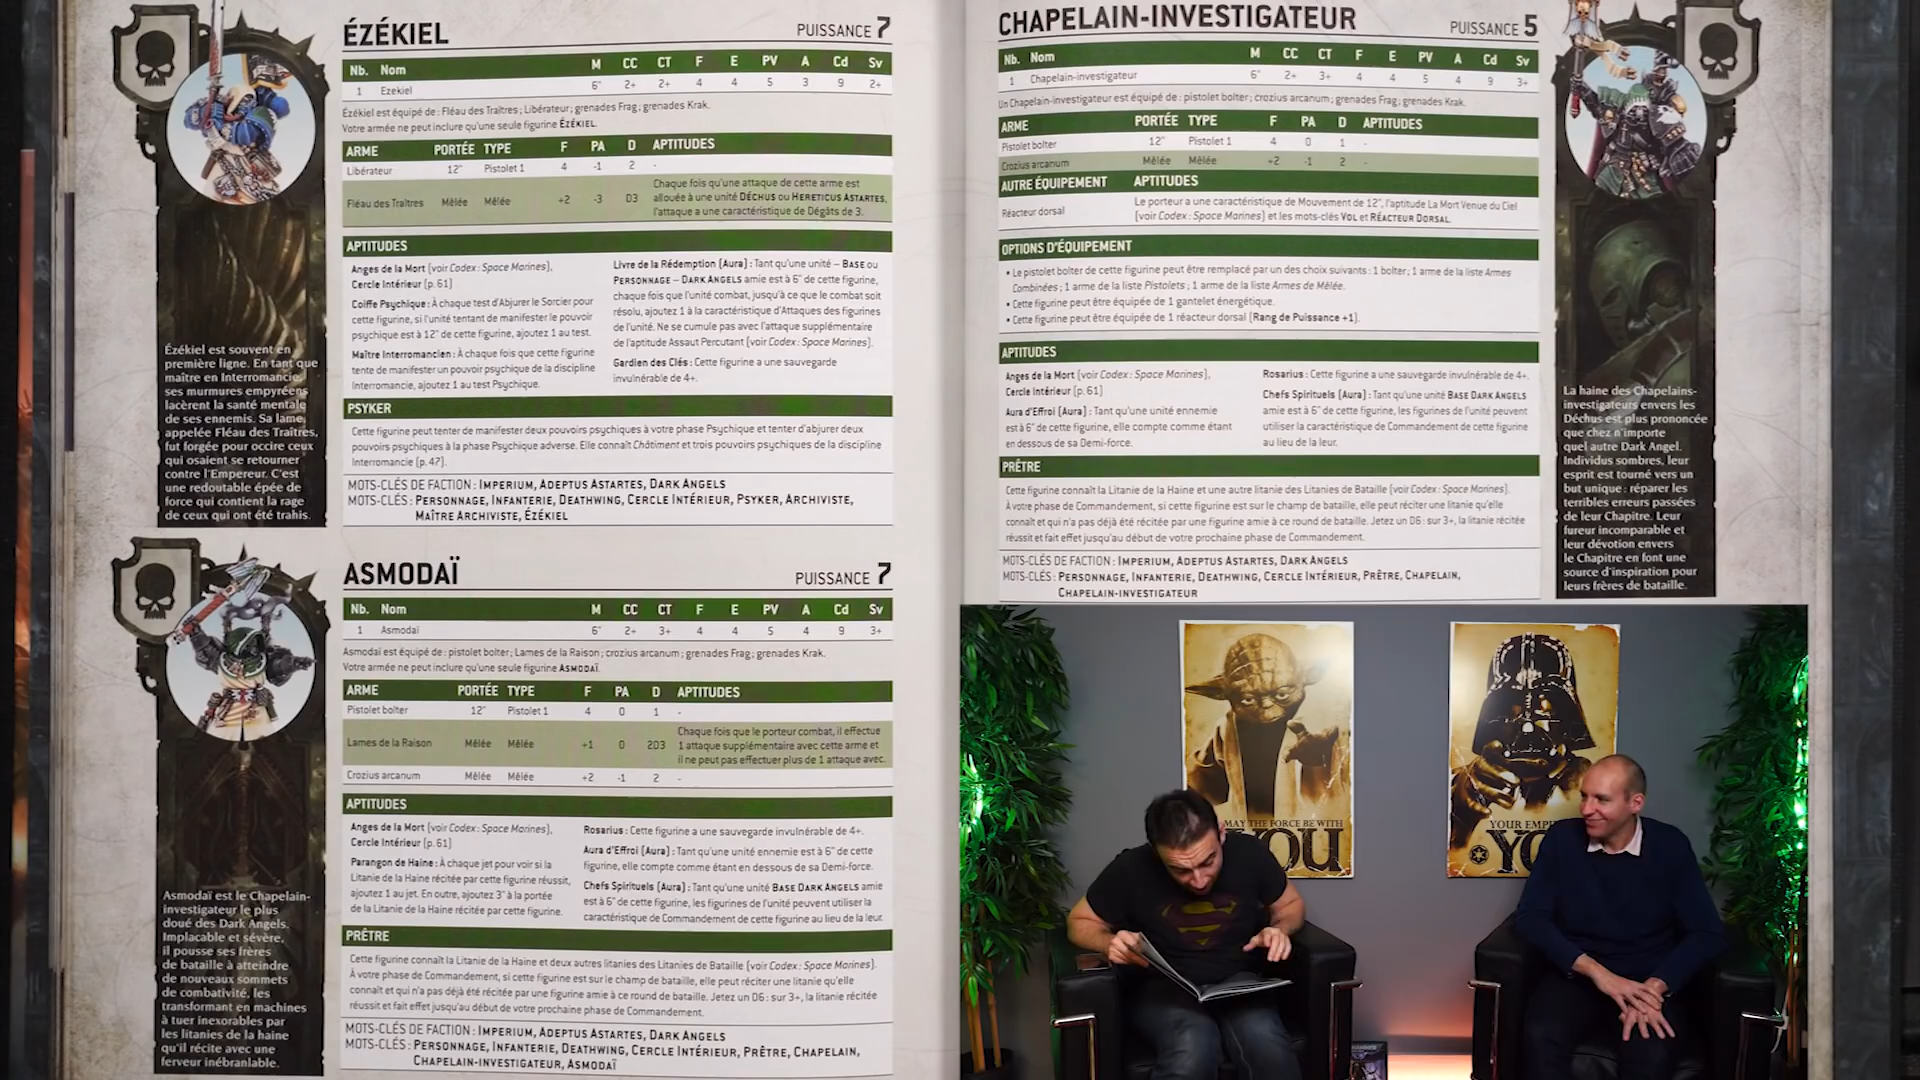 ÉZÉKIEL
PUISSANCE 7
Nb. Nom M CC CT F E PV A Cd Sv
1 Ezekiel 6" 2+ 2+ 4 4 5 3 9 2+
Ézékiel est équipé de : Fléau des Traîtres ; Libérateur ; grenades Frag ; grenades Krak.
Votre armée ne peut inclure qu'une seule figurine ÉZÉKIEL.
ARME PORTÉE TYPE F PA D APTITUDES
Libérateur 12" Pistolet 1 4 -1 2 -
Fléau des Traîtres Mêlée Mêlée +2 -3 D3
Chaque fois qu'une attaque de cette arme est
allouée à une unité DÉCHUS ou HERETICUS ASTARTES,
l'attaque a une caractéristique de Dégâts de 3.
APTITUDES
Anges de la Mort (voir Codex : Space Marines),
Cercle Intérieur (p. 61)
Coiffe Psychique : À chaque test d'Abjurer le Sorcier pour
cette figurine, si l'unité tentant de manifester le pouvoir
psychique est à 12" de cette figurine, ajoutez 1 au test.
Maître Interromancien : À chaque fois que cette figurine
tente de manifester un pouvoir psychique de la discipline
Interromancie, ajoutez 1 au test Psychique.
Livre de la Rédemption (Aura) : Tant qu'une unité – BASE ou
PERSONNAGE – DARK ANGELS amie est à 6" de cette figurine,
chaque fois que l'unité combat, jusqu'à ce que le combat soit
résolu, ajoutez 1 à la caractéristique d'Attaques des figurines
de l'unité. Ne se cumule pas avec l'attaque supplémentaire
de l'aptitude Assaut Percutant (voir Codex : Space Marines).
Gardien des Clés : Cette figurine a une sauvegarde
invulnérable de 4+.
PSYKER
Cette figurine peut tenter de manifester deux pouvoirs psychiques à votre phase Psychique et tenter d'abjurer deux
pouvoirs psychiques à la phase Psychique adverse. Elle connaît Châtiment et trois pouvoirs psychiques de la discipline
Interromancie (p. 47).
MOTS-CLÉS DE FACTION : IMPERIUM, ADEPTUS ASTARTES, DARK ANGELS
MOTS-CLÉS : PERSONNAGE, INFANTERIE, DEATHWING, CERCLE INTÉRIEUR, PSYKER, ARCHIVISTE,
MAÎTRE ARCHIVISTE, ÉZÉKIEL
Ézékiel est souvent en
première ligne. En tant que
maître en Interromancie,
ses murmures empyréens
lacèrent la santé mentale
de ses ennemis. Sa lame,
appelée Fléau des Traîtres,
fut forgée pour occire ceux
qui osaient se retourner
contre l'Empereur. C'est
une redoutable épée de
force qui contient la rage
de ceux qui ont été trahis.
ASMODAÏ
PUISSANCE 7
Nb. Nom M CC CT F E PV A Cd Sv
1 Asmodaï 6" 2+ 3+ 4 4 5 4 9 3+
Asmodaï est équipé de : pistolet bolter ; Lames de la Raison ; crozius arcanum ; grenades Frag ; grenades Krak.
Votre armée ne peut inclure qu'une seule figurine ASMODAÏ.
ARME PORTÉE TYPE F PA D APTITUDES
Pistolet bolter 12" Pistolet 1 4 0 1 -
Lames de la Raison Mêlée Mêlée +1 0 2D3
Chaque fois que le porteur combat, il effectue
1 attaque supplémentaire avec cette arme et
il ne peut pas effectuer plus de 1 attaque avec.
Crozius arcanum Mêlée Mêlée +2 -1 2 -
APTITUDES
Anges de la Mort (voir Codex : Space Marines),
Cercle Intérieur (p. 61)
Parangon de Haine : À chaque jet pour voir si la
Litanie de la Haine récitée par cette figurine réussit,
ajoutez 1 au jet. En outre, ajoutez 3" à la portée
de la Litanie de la Haine récitée par cette figurine.
Rosarius : Cette figurine a une sauvegarde invulnérable de 4+.
Aura d'Effroi (Aura) : Tant qu'une unité ennemie est à 6" de cette
figurine, elle compte comme étant en dessous de sa Demi-force.
Chefs Spirituels (Aura) : Tant qu'une unité BASE DARK ANGELS amie
est à 6" de cette figurine, les figurines de l'unité peuvent utiliser la
caractéristique de Commandement de cette figurine au lieu de la leur.
PRÊTRE
Cette figurine connaît la Litanie de la Haine et deux autres litanies des Litanies de Bataille (voir Codex : Space Marines).
À votre phase de Commandement, si cette figurine est sur le champ de bataille, elle peut réciter une litanie qu'elle
connaît et qui n'a pas déjà été récitée par une figurine amie à ce round de bataille. Jetez un D6 : sur 3+, la litanie récitée
réussit et fait effet jusqu'au début de votre prochaine phase de Commandement.
MOTS-CLÉS DE FACTION : IMPERIUM, ADEPTUS ASTARTES, DARK ANGELS
MOTS-CLÉS : PERSONNAGE, INFANTERIE, DEATHWING, CERCLE INTÉRIEUR, PRÊTRE, CHAPELAIN,
CHAPELAIN-INVESTIGATEUR, ASMODAÏ
Asmodaï est le Chapelain-
investigateur le plus
doué des Dark Angels.
Implacable et sévère,
il pousse ses frères
de bataille à atteindre
de nouveaux sommets
de combativité, les
transformant en machines
à tuer inexorables par
les litanies de la haine
qu'il récite avec une
ferveur inébranlable.
CHAPELAIN-INVESTIGATEUR
PUISSANCE 5
Nb. Nom M CC CT F E PV A Cd Sv
1 Chapelain-investigateur 6" 2+ 3+ 4 4 5 4 9 3+
Un Chapelain-investigateur est équipé de : pistolet bolter ; crozius arcanum ; grenades Frag ; grenades Krak.
ARME PORTÉE TYPE F PA D APTITUDES
Pistolet bolter 12" Pistolet 1 4 0 1 -
Crozius arcanum Mêlée Mêlée +2 -1 2 -
AUTRE ÉQUIPEMENT APTITUDES
Réacteur dorsal
Le porteur a une caractéristique de Mouvement de 12", l'aptitude La Mort Venue du Ciel
(voir Codex : Space Marines) et les mots-clés VOL et RÉACTEUR DORSAL.
OPTIONS D'ÉQUIPEMENT
• Le pistolet bolter de cette figurine peut être remplacé par un des choix suivants : 1 bolter ; 1 arme de la liste Armes
Combinées ; 1 arme de la liste Pistolets ; 1 arme de la liste Armes de Mêlée.
• Cette figurine peut être équipée de 1 gantelet énergétique.
• Cette figurine peut être équipée de 1 réacteur dorsal (Rang de Puissance +1).
APTITUDES
Anges de la Mort (voir Codex : Space Marines),
Cercle Intérieur (p. 61)
Aura d'Effroi (Aura) : Tant qu'une unité ennemie
est à 6" de cette figurine, elle compte comme étant
en dessous de sa Demi-force.
Rosarius : Cette figurine a une sauvegarde invulnérable de 4+.
Chefs Spirituels (Aura) : Tant qu'une unité BASE DARK ANGELS
amie est à 6" de cette figurine, les figurines de l'unité peuvent
utiliser la caractéristique de Commandement de cette figurine
au lieu de la leur.
PRÊTRE
Cette figurine connaît la Litanie de la Haine et une autre litanie des Litanies de Bataille (voir Codex : Space Marines).
À votre phase de Commandement, si cette figurine est sur le champ de bataille, elle peut réciter une litanie qu'elle
connaît et qui n'a pas déjà été récitée par une figurine amie à ce round de bataille. Jetez un D6 : sur 3+, la litanie récitée
réussit et fait effet jusqu'au début de votre prochaine phase de Commandement.
MOTS-CLÉS DE FACTION : IMPERIUM, ADEPTUS ASTARTES, DARK ANGELS
MOTS-CLÉS : PERSONNAGE, INFANTERIE, DEATHWING, CERCLE INTÉRIEUR, PRÊTRE, CHAPELAIN,
CHAPELAIN-INVESTIGATEUR
La haine des Chapelains-
investigateurs envers les
Déchus est plus prononcée
que chez n'importe
quel autre Dark Angel.
Individus sombres, leur
esprit est tourné vers un
but unique : réparer les
terribles erreurs passées
de leur Chapitre. Leur
fureur incomparable et
leur dévotion envers
le Chapitre en font une
source d'inspiration pour
leurs frères de bataille.
MAY THE FORCE BE WITH
YOU
YOUR EMP
YO